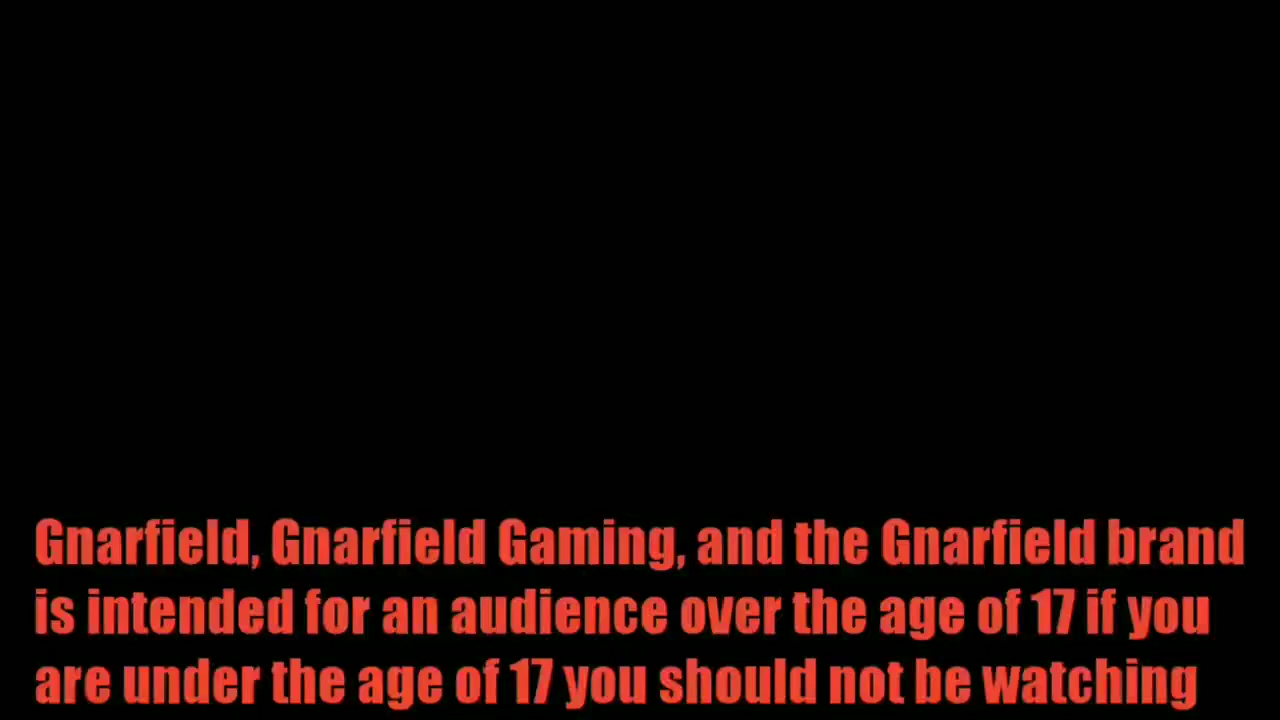 Gnarfield, Gnarfield Gaming, and the Gnarfield brand
is intended for an audience over the age of 17 if you
are under the age of 17 you should not be watching